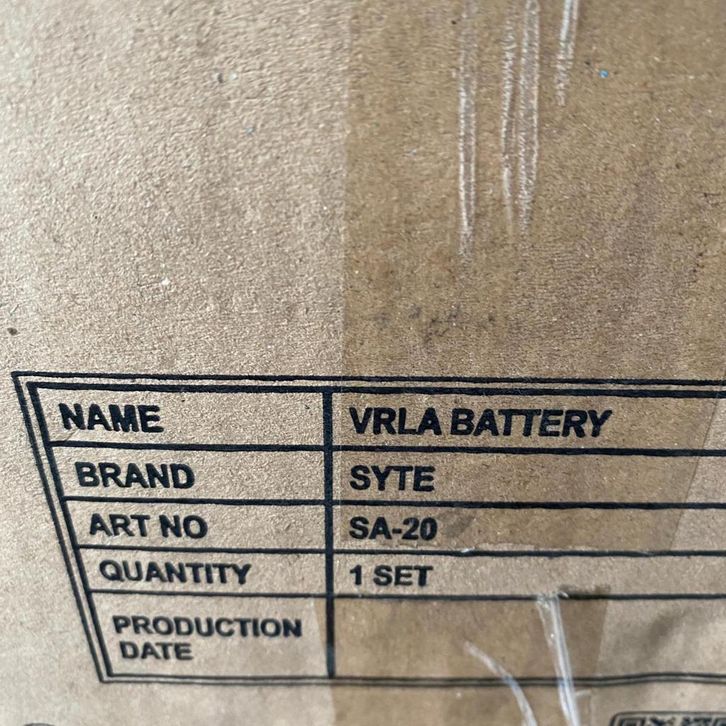 NAME VRLA BATTERY
BRAND SYTE
ART NO SA-20
QUANTITY 1 SET
PRODUCTION
DATE